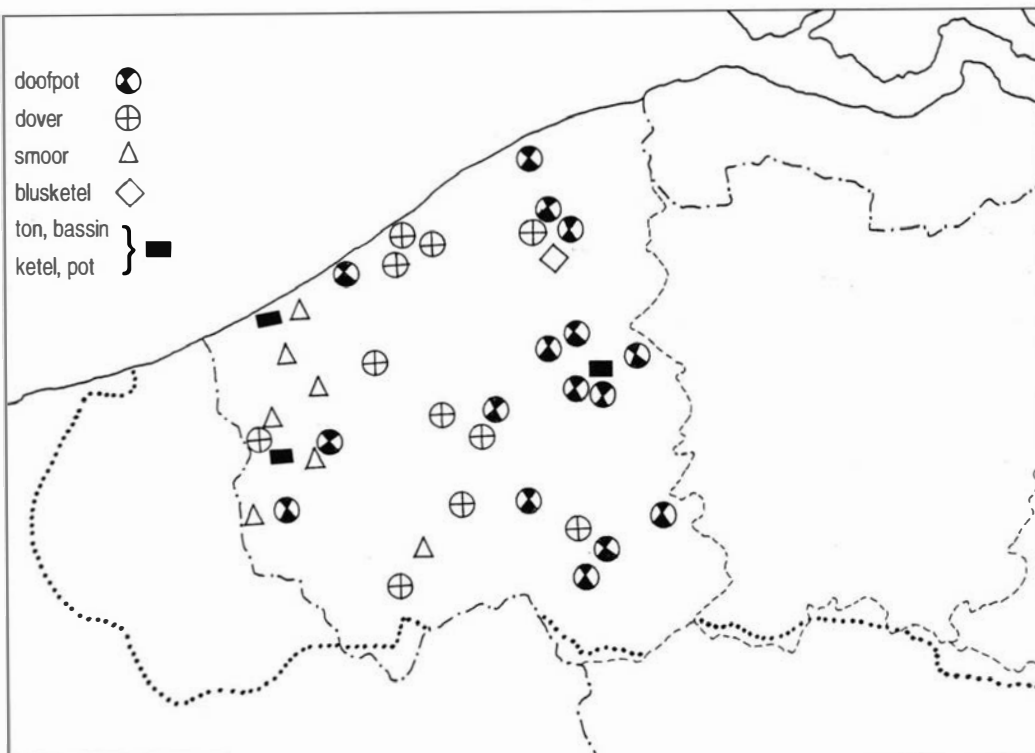 doofpot
dover
smoor
blusketel
ton, bassin
ketel, pot